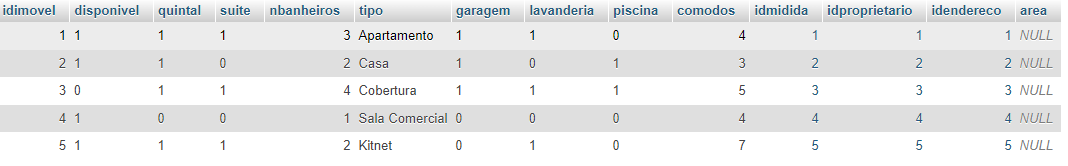 idimovel disponivel quintal suite nbanheiros tipo garagem lavanderia piscina comodos idmidida idproprietario idendereco area
1 1 1 1 3 Apartamento 1 1 0 4 1 1 1 NULL
2 1 1 0 2 Casa 1 0 1 3 2 2 2 NULL
3 0 1 1 4 Cobertura 1 1 1 5 3 3 3 NULL
4 1 0 0 1 Sala Comercial 0 0 0 4 4 4 4 NULL
5 1 1 1 2 Kitnet 0 1 0 7 5 5 5 NULL